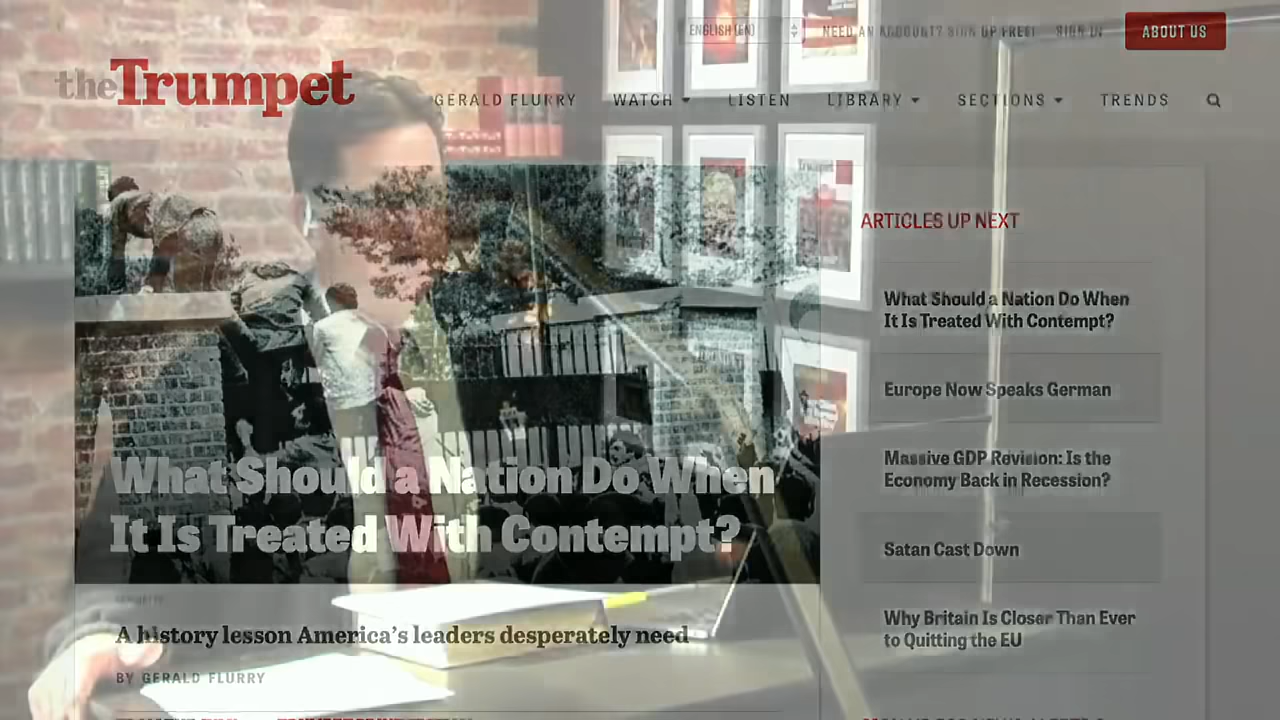 ENGLISH (EN)
NEED AN ACCOUNT? SIGN UP FREE!
SIGN IN
ABOUT US
theTrumpet
GERALD FLURRY
WATCH
LISTEN
LIBRARY
SECTIONS
TRENDS
ARTICLES UP NEXT
What Should a Nation Do When
It Is Treated With Contempt?
Europe Now Speaks German
Massive GDP Revision: Is the
Economy Back in Recession?
Satan Cast Down
Why Britain Is Closer Than Ever
to Quitting the EU
What Should a Nation Do When
It Is Treated With Contempt?
A history lesson America's leaders desperately need
BY GERALD FLURRY